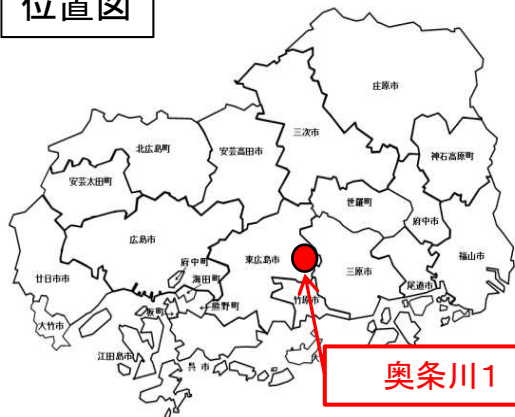 位置図
庄原市
三次市
北広島町
安芸高田市
神石高原町
安芸太田町
世羅町
府中市
広島市
東広島市
三原市
福山市
府中町
海田町
廿日市市
尾道市
熊野町
坂町
竹原市
大竹市
江田島市
呉市
大
奥条川1